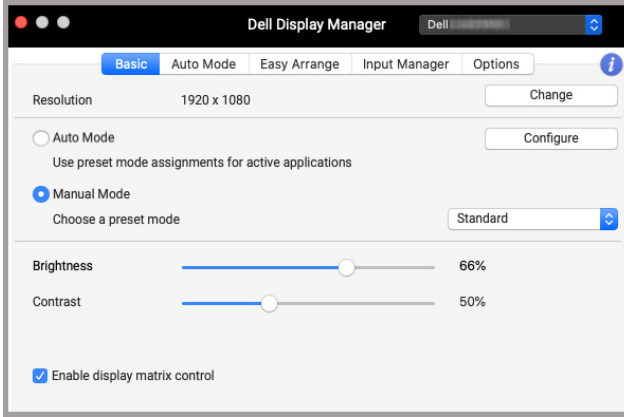 Dell Display Manager Dell
Basic Auto Mode Easy Arrange Input Manager Options i
Resolution 1920 x 1080 Change
Auto Mode Configure
Use preset mode assignments for active applications
Manual Mode
Choose a preset mode Standard
Brightness 66%
Contrast 50%
Enable display matrix control